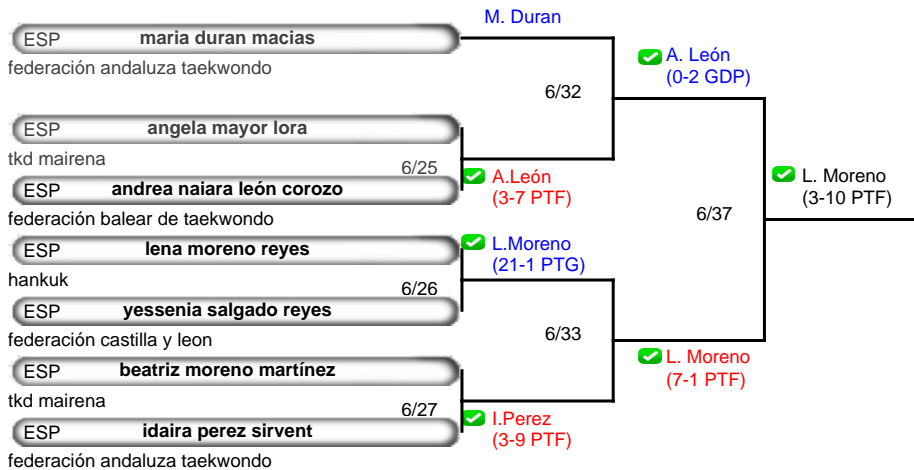 M. Duran
ESP maria duran macias
federación andaluza taekwondo
A. León
(0-2 GDP)
6/32
ESP angela mayor lora
tkd mairena
6/25
A.León
(3-7 PTF)
ESP andrea naiara león corozo
federación balear de taekwondo
L. Moreno
(3-10 PTF)
6/37
ESP lena moreno reyes
L.Moreno
(21-1 PTG)
hankuk
6/26
ESP yessenia salgado reyes
federación castilla y leon
6/33
ESP beatriz moreno martínez
L. Moreno
(7-1 PTF)
tkd mairena
6/27
I.Perez
(3-9 PTF)
ESP idaira perez sirvent
federación andaluza taekwondo